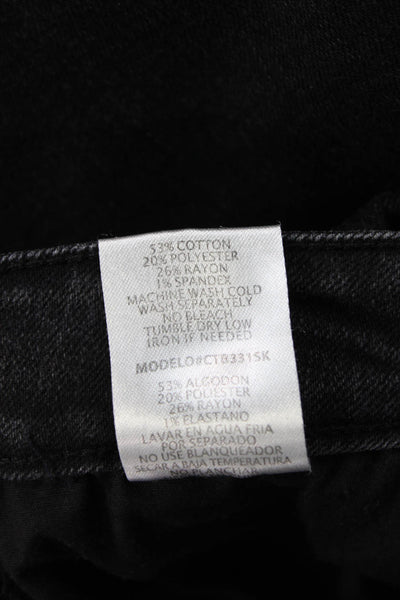 53% COTTON
20% POLYESTER
26% RAYON
1% SPANDEX
MACHINE WASH COLD
WASH SEPARATELY
NO BLEACH
TUMBLE DRY LOW
IRON IF NEEDED
MODELO#CTB331SK
53% ALGODON
20% POLIESTER
26% RAYON
1% ELASTANO
LAVAR EN AGUA FRIA
POR SEPARADO
NO USE BLANQUEADOR
SECAR A BAJA TEMPERATURA
NO PLANCHAR